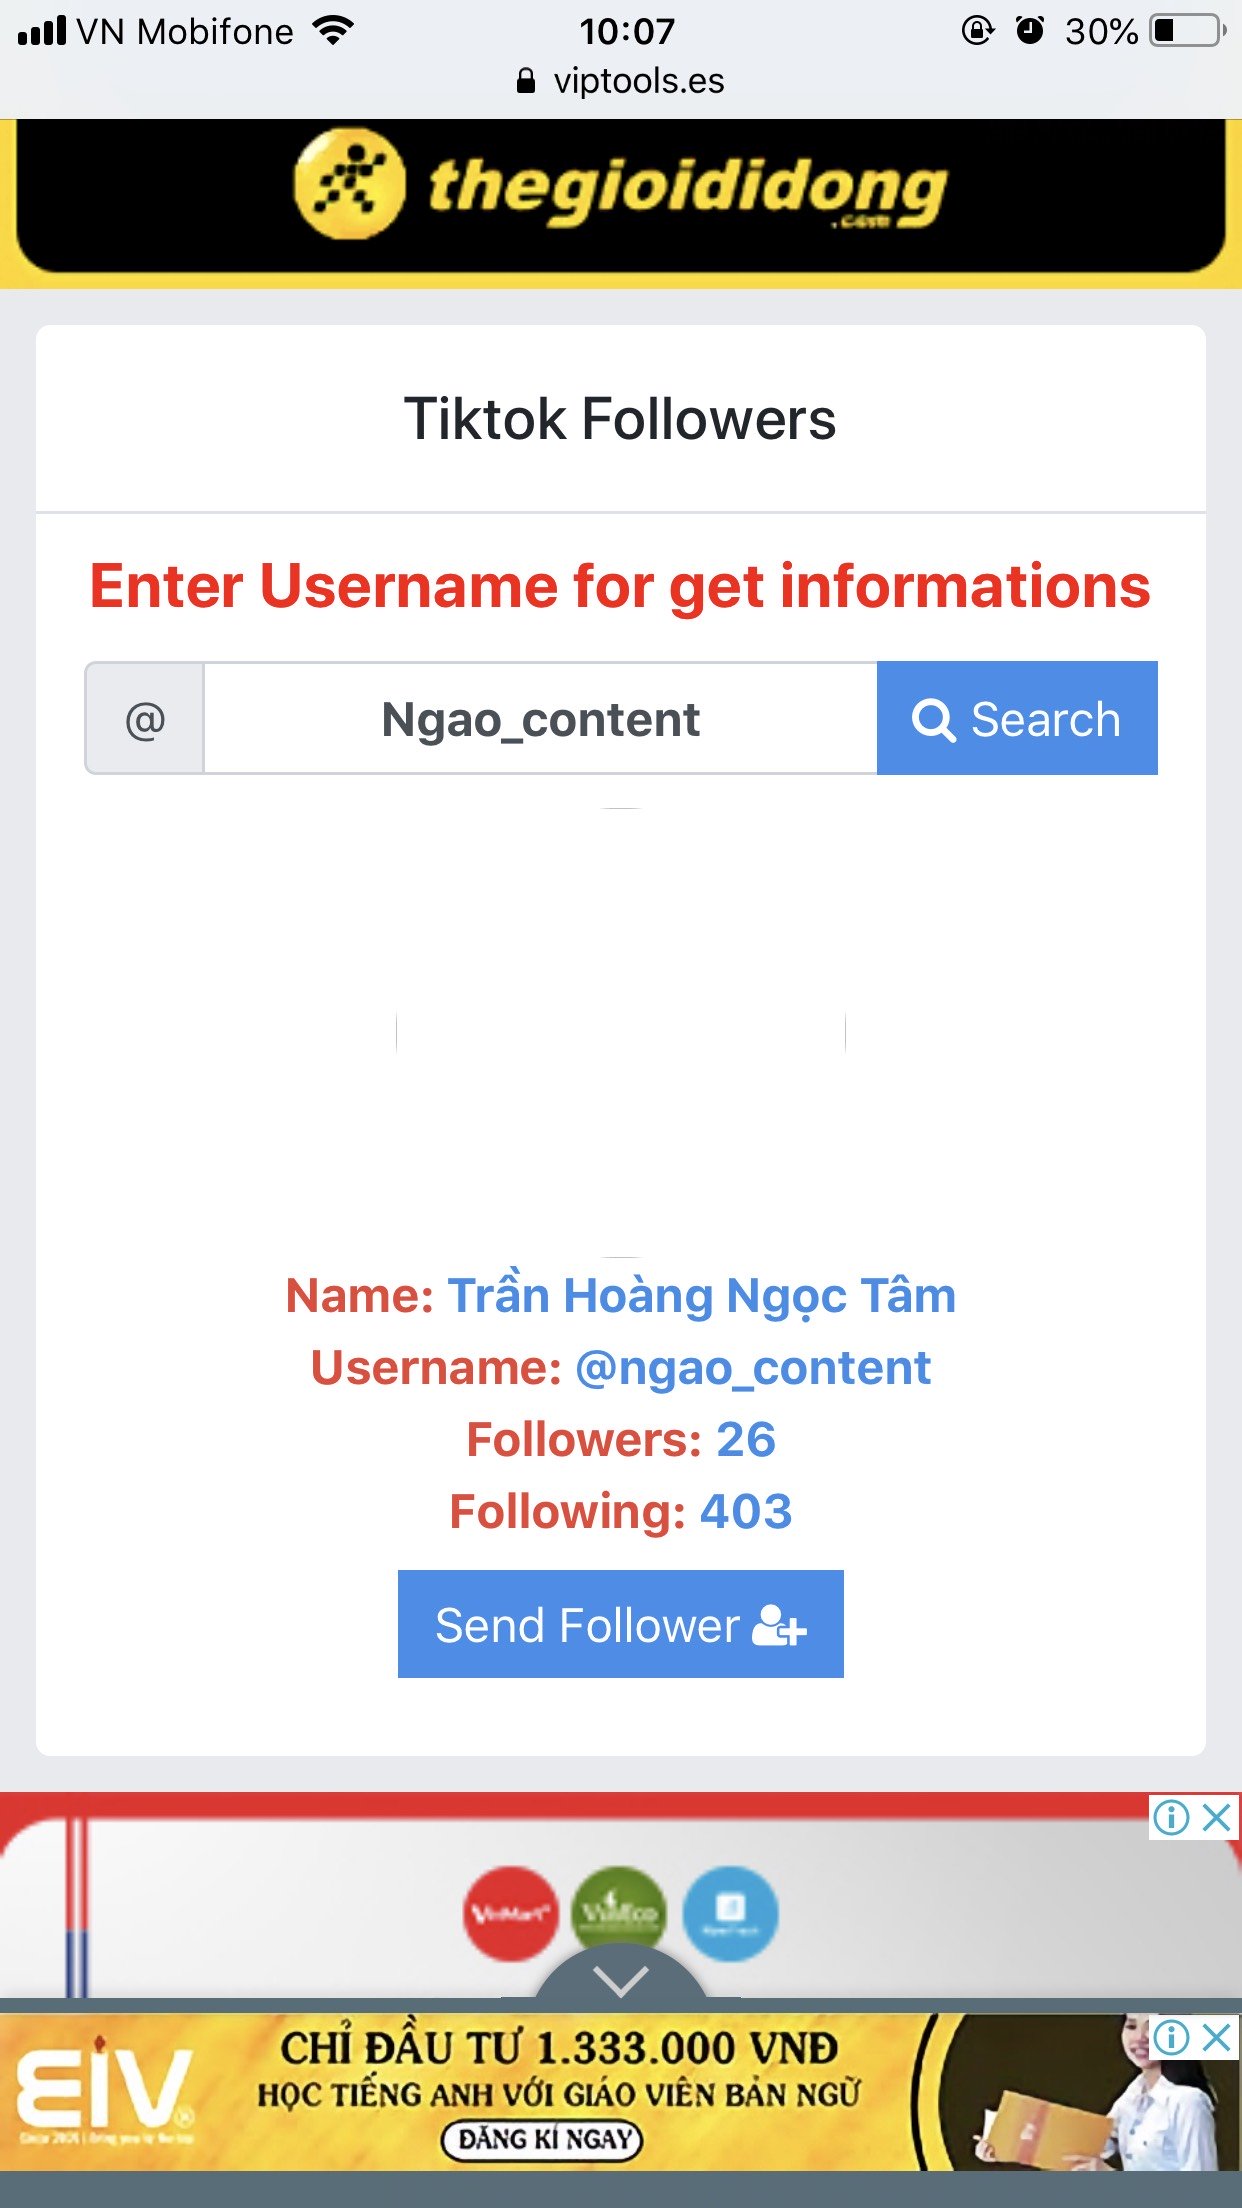 VN Mobifone 10:07 30%
viptools.es
thegioididong
.com
Tiktok Followers
Enter Username for get informations
@ Ngao_content Search
Name: Trần Hoàng Ngọc Tâm
Username: @ngao_content
Followers: 26
Following: 403
Send Follower
VinMart
VinEco
EIV
CHỈ ĐẦU TƯ 1.333.000 VNĐ
HỌC TIẾNG ANH VỚI GIÁO VIÊN BẢN NGỮ
ĐĂNG KÍ NGAY